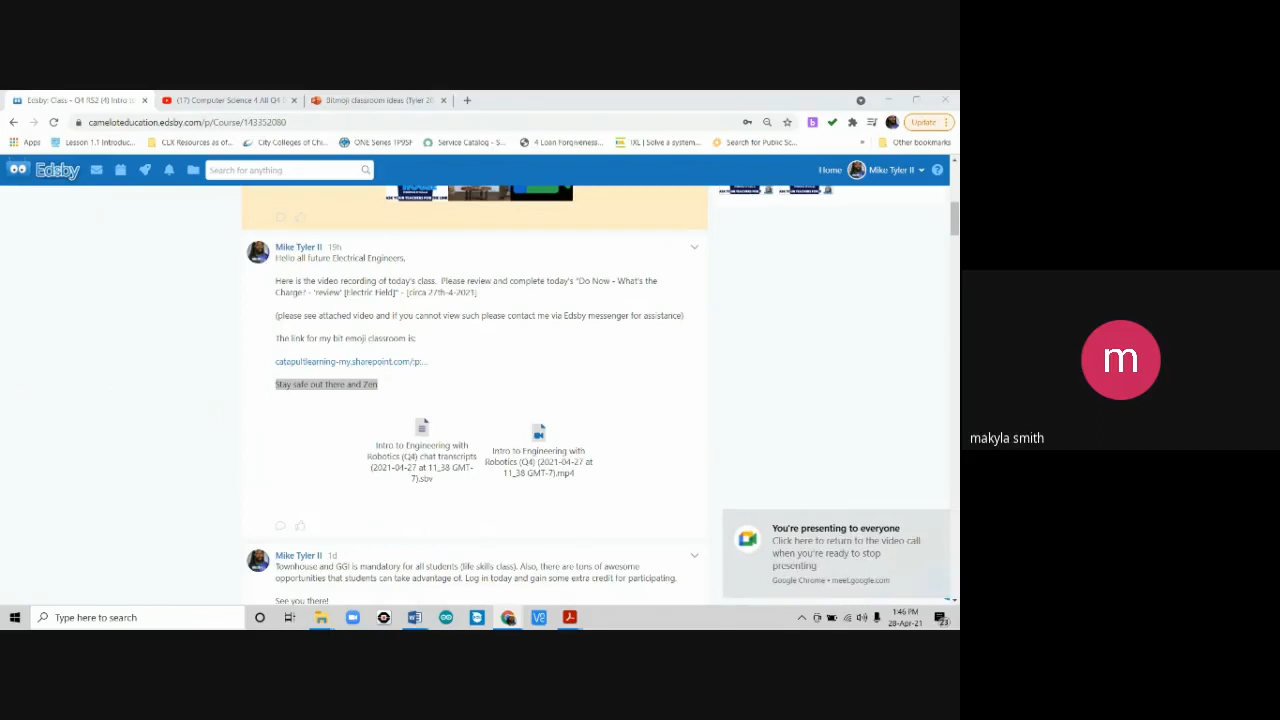 Edsby: Class - Q4 RS2 (4) Intro to
(17) Computer Science 4 All Q4
Bitmoji classroom ideas (Tyler 20
cameloteducation.edsby.com/p/Course/143352080
Update
Apps
Lesson 1.1 Introduc...
CLX Resources as of...
City Colleges of Chi...
ONE Series TP9SF
Service Catalog - S...
4 Loan Forgiveness...
IXL | Solve a system...
Search for Public Sc...
Other bookmarks
Edsby
Search for anything
Home
Mike Tyler II
Mike Tyler II 19h
Hello all future Electrical Engineers,
Here is the video recording of today's class. Please review and complete today's "Do Now - What's the
Charge? - 'review' [Electric Field]" - [circa 27th-4-2021]
(please see attached video and if you cannot view such please contact me via Edsby messenger for assistance)
The link for my bit emoji classroom is:
catapultlearning-my.sharepoint.com/:p:...
Stay safe out there and Zen
Intro to Engineering with
Robotics (Q4) chat transcripts
(2021-04-27 at 11_38 GMT-
7).sbv
Intro to Engineering with
Robotics (Q4) (2021-04-27 at
11_38 GMT-7).mp4
Mike Tyler II 1d
Townhouse and GGI is mandatory for all students (life skills class). Also, there are tons of awesome
opportunities that students can take advantage of. Log in today and gain some extra credit for participating.
See you there!
You're presenting to everyone
Click here to return to the video call
when you're ready to stop
presenting
Google Chrome • meet.google.com
Type here to search
1:46 PM
28-Apr-21
23
m
makyla smith